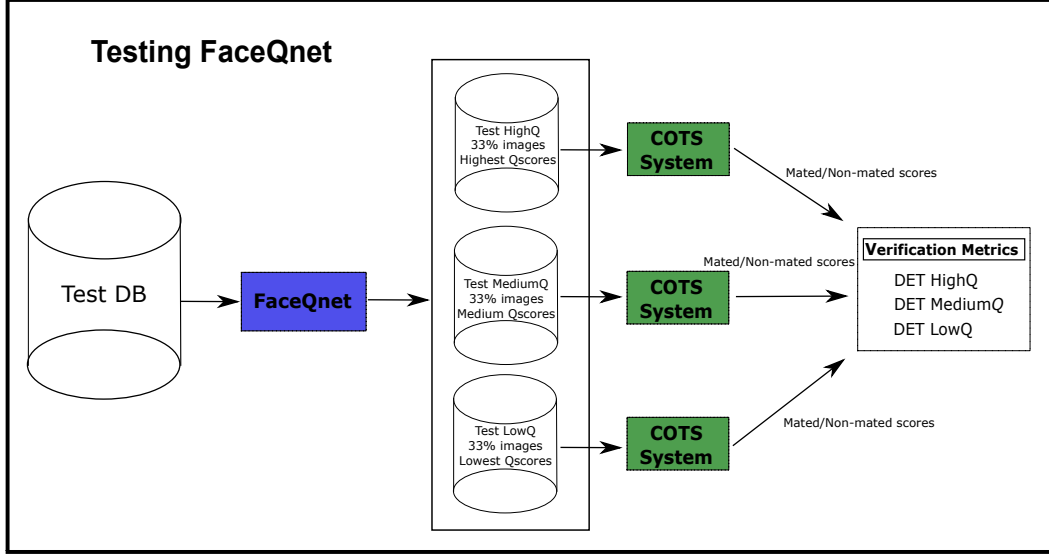 Testing FaceQnet
Test DB
FaceQnet
Test HighQ
33% images
Highest Qscores
Test MediumQ
33% images
Medium Qscores
Test LowQ
33% images
Lowest Qscores
COTS
System
COTS
System
COTS
System
Mated/Non-mated scores
Mated/Non-mated scores
Mated/Non-mated scores
Verification Metrics
DET HighQ
DET MediumQ
DET LowQ